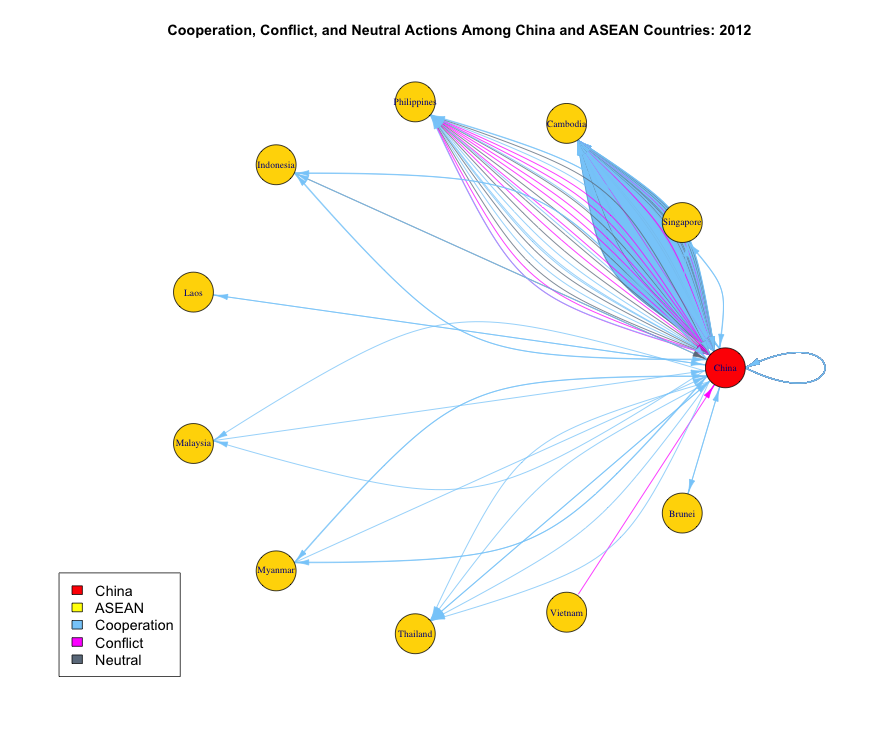 Cooperation, Conflict, and Neutral Actions Among China and ASEAN Countries: 2012
Philippines
Cambodia
Indonesia
Singapore
Laos
China
Malaysia
Brunei
Myanmar
Vietnam
Thailand
China
ASEAN
Cooperation
Conflict
Neutral